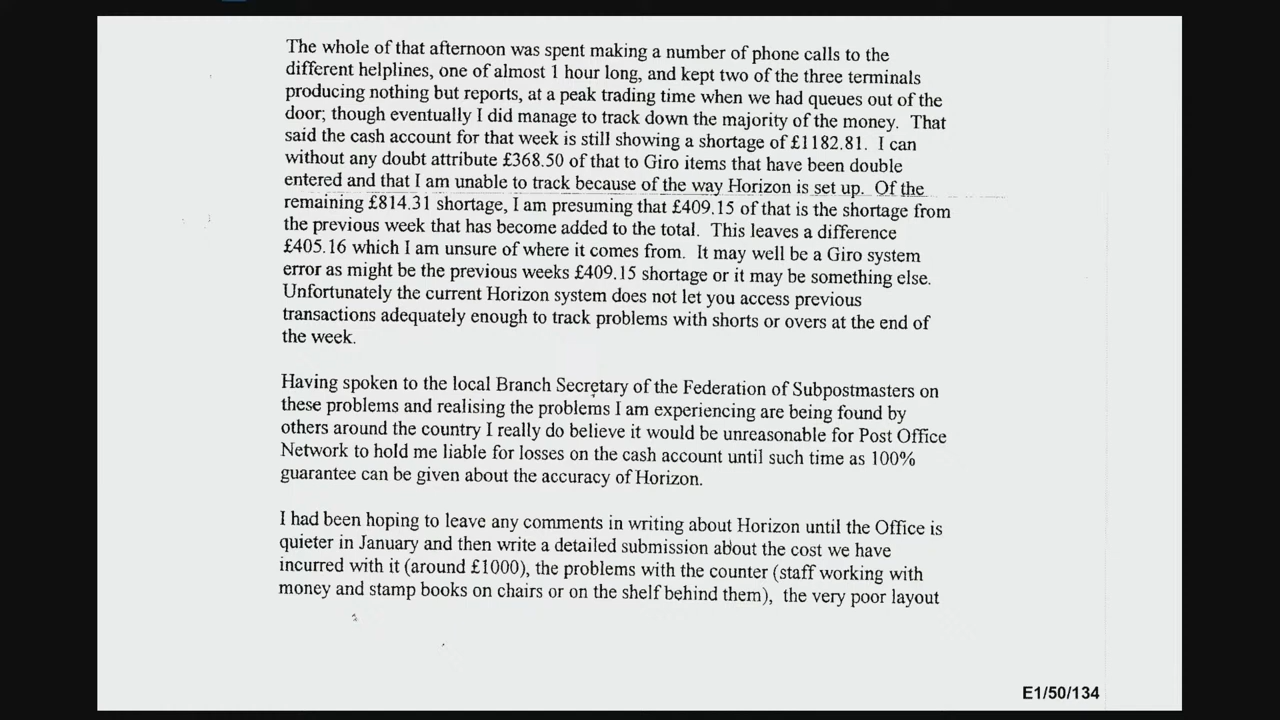 The whole of that afternoon was spent making a number of phone calls to the
different helplines, one of almost 1 hour long, and kept two of the three terminals
producing nothing but reports, at a peak trading time when we had queues out of the
door; though eventually I did manage to track down the majority of the money. That
said the cash account for that week is still showing a shortage of £1182.81. I can
without any doubt attribute £368.50 of that to Giro items that have been double
entered and that I am unable to track because of the way Horizon is set up. Of the
remaining £814.31 shortage, I am presuming that £409.15 of that is the shortage from
the previous week that has become added to the total. This leaves a difference
£405.16 which I am unsure of where it comes from. It may well be a Giro system
error as might be the previous weeks £409.15 shortage or it may be something else.
Unfortunately the current Horizon system does not let you access previous
transactions adequately enough to track problems with shorts or overs at the end of
the week.
Having spoken to the local Branch Secretary of the Federation of Subpostmasters on
these problems and realising the problems I am experiencing are being found by
others around the country I really do believe it would be unreasonable for Post Office
Network to hold me liable for losses on the cash account until such time as 100%
guarantee can be given about the accuracy of Horizon.
I had been hoping to leave any comments in writing about Horizon until the Office is
quieter in January and then write a detailed submission about the cost we have
incurred with it (around £1000), the problems with the counter (staff working with
money and stamp books on chairs or on the shelf behind them), the very poor layout
E1/50/134